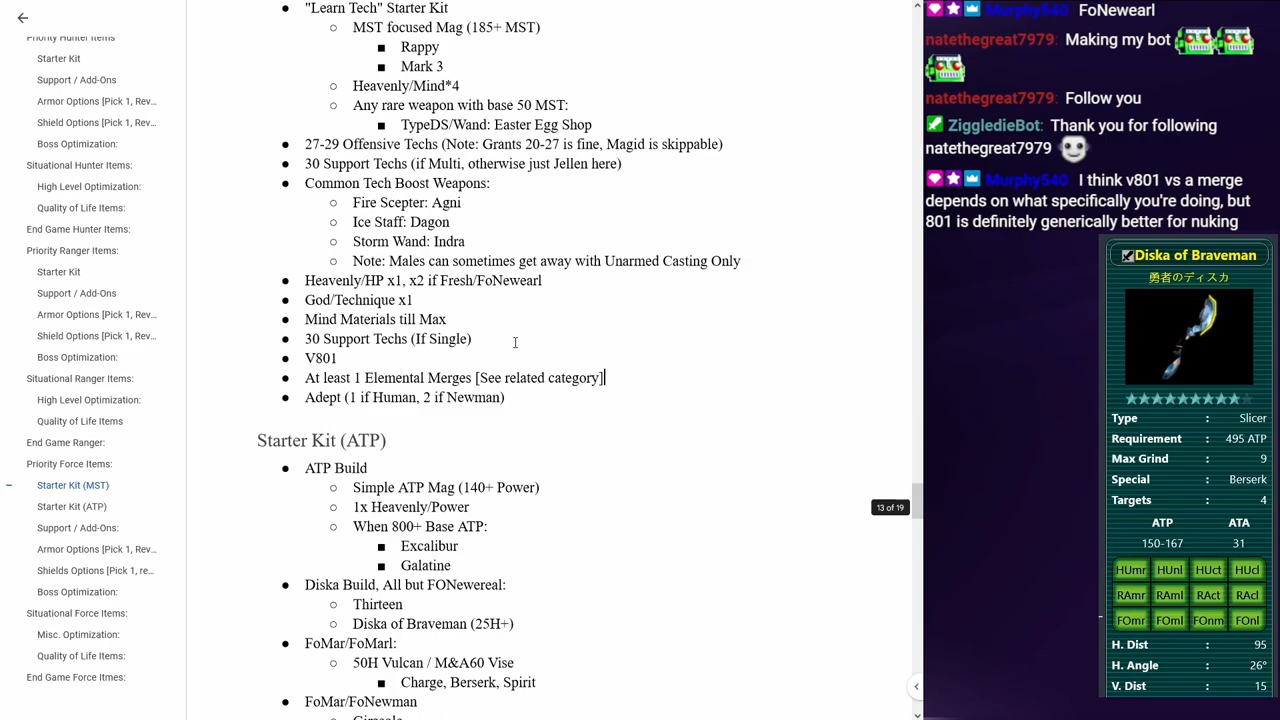 Priority Hunter Items
Starter Kit
Support / Add-Ons
Armor Options [Pick 1, Rev...
Shield Options [Pick 1, Rev...
Boss Optimization:
Situational Hunter Items:
High Level Optimization:
Quality of Life Items:
End Game Hunter Items:
Priority Ranger Items:
Starter Kit
Support / Add-Ons:
Armor Options [Pick 1, Rev...
Shield Options [Pick 1, Rev...
Boss Optimization:
Situational Ranger Items:
High Level Optimization:
Quality of Life Items
End Game Ranger:
Priority Force Items:
Starter Kit (MST)
Starter Kit (ATP)
Support / Add-Ons:
Armor Options [Pick 1, Rev...
Shields Options [Pick 1, re...
Boss Optimization:
Situational Force Items:
Misc. Optimization:
Quality of Life Items:
End Game Force Itmes:
● "Learn Tech" Starter Kit
○ MST focused Mag (185+ MST)
■ Rappy
■ Mark 3
○ Heavenly/Mind*4
○ Any rare weapon with base 50 MST:
■ TypeDS/Wand: Easter Egg Shop
● 27-29 Offensive Techs (Note: Grants 20-27 is fine, Magid is skippable)
● 30 Support Techs (if Multi, otherwise just Jellen here)
● Common Tech Boost Weapons:
○ Fire Scepter: Agni
○ Ice Staff: Dagon
○ Storm Wand: Indra
○ Note: Males can sometimes get away with Unarmed Casting Only
● Heavenly/HP x1, x2 if Fresh/FoNewearl
● God/Technique x1
● Mind Materials till Max
● 30 Support Techs (If Single)
● V801
● At least 1 Elemental Merges [See related category]
● Adept (1 if Human, 2 if Newman)
Starter Kit (ATP)
● ATP Build
○ Simple ATP Mag (140+ Power)
○ 1x Heavenly/Power
○ When 800+ Base ATP:
■ Excalibur
■ Galatine
● Diska Build, All but FONewereal:
○ Thirteen
○ Diska of Braveman (25H+)
● FoMar/FoMarl:
○ 50H Vulcan / M&A60 Vise
■ Charge, Berserk, Spirit
● FoMar/FoNewman
○ Girasole
13 of 19
Murphy540: FoNewearl
natethegreat7979: Making my bot
natethegreat7979: Follow you
ZiggledieBot: Thank you for following
natethegreat7979
Murphy540: I think v801 vs a merge
depends on what specifically you're doing, but
801 is definitely generically better for nuking
Diska of Braveman
勇者のディスカ
Type : Slicer
Requirement : 495 ATP
Max Grind : 9
Special : Berserk
Targets : 4
ATP ATA
150-167 31
HUmr HUnl HUct HUcl
RAmr RAml RAct RAcl
FOmr FOml FOnm FOnl
H. Dist : 95
H. Angle : 26°
V. Dist : 15